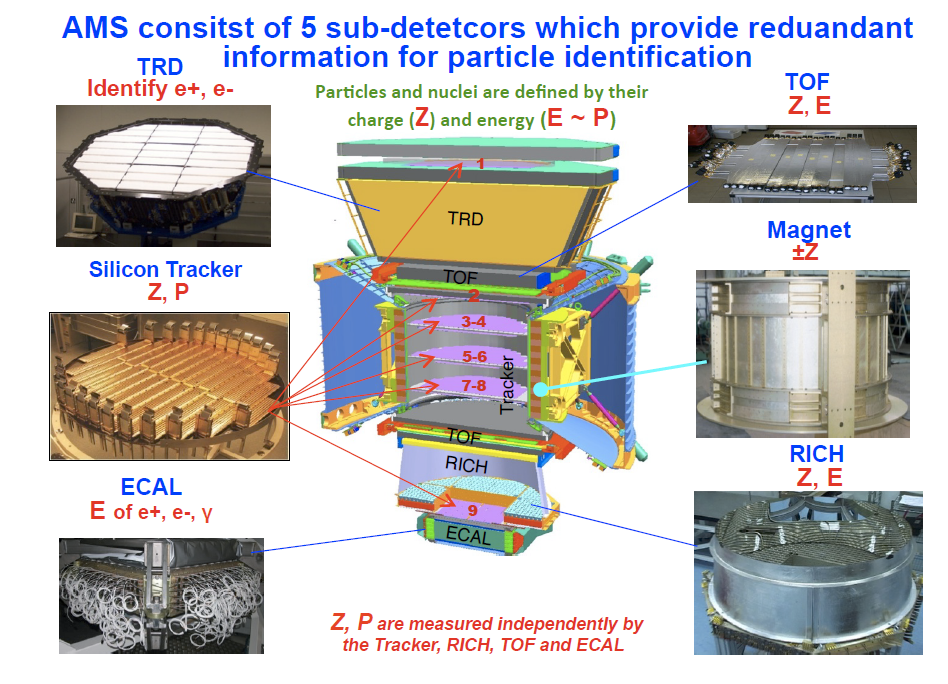 AMS consitst of 5 sub-detetcors which provide reduandant
information for particle identification
TRD
Identify e+, e-
Particles and nuclei are defined by their
charge (Z) and energy (E ~ P)
TOF
Z, E
Silicon Tracker
Z, P
Magnet
±Z
ECAL
E of e+, e-, γ
RICH
Z, E
1
TRD
TOF
2
3-4
5-6
7-8
Tracker
TOF
RICH
9
ECAL
Z, P are measured independently by
the Tracker, RICH, TOF and ECAL